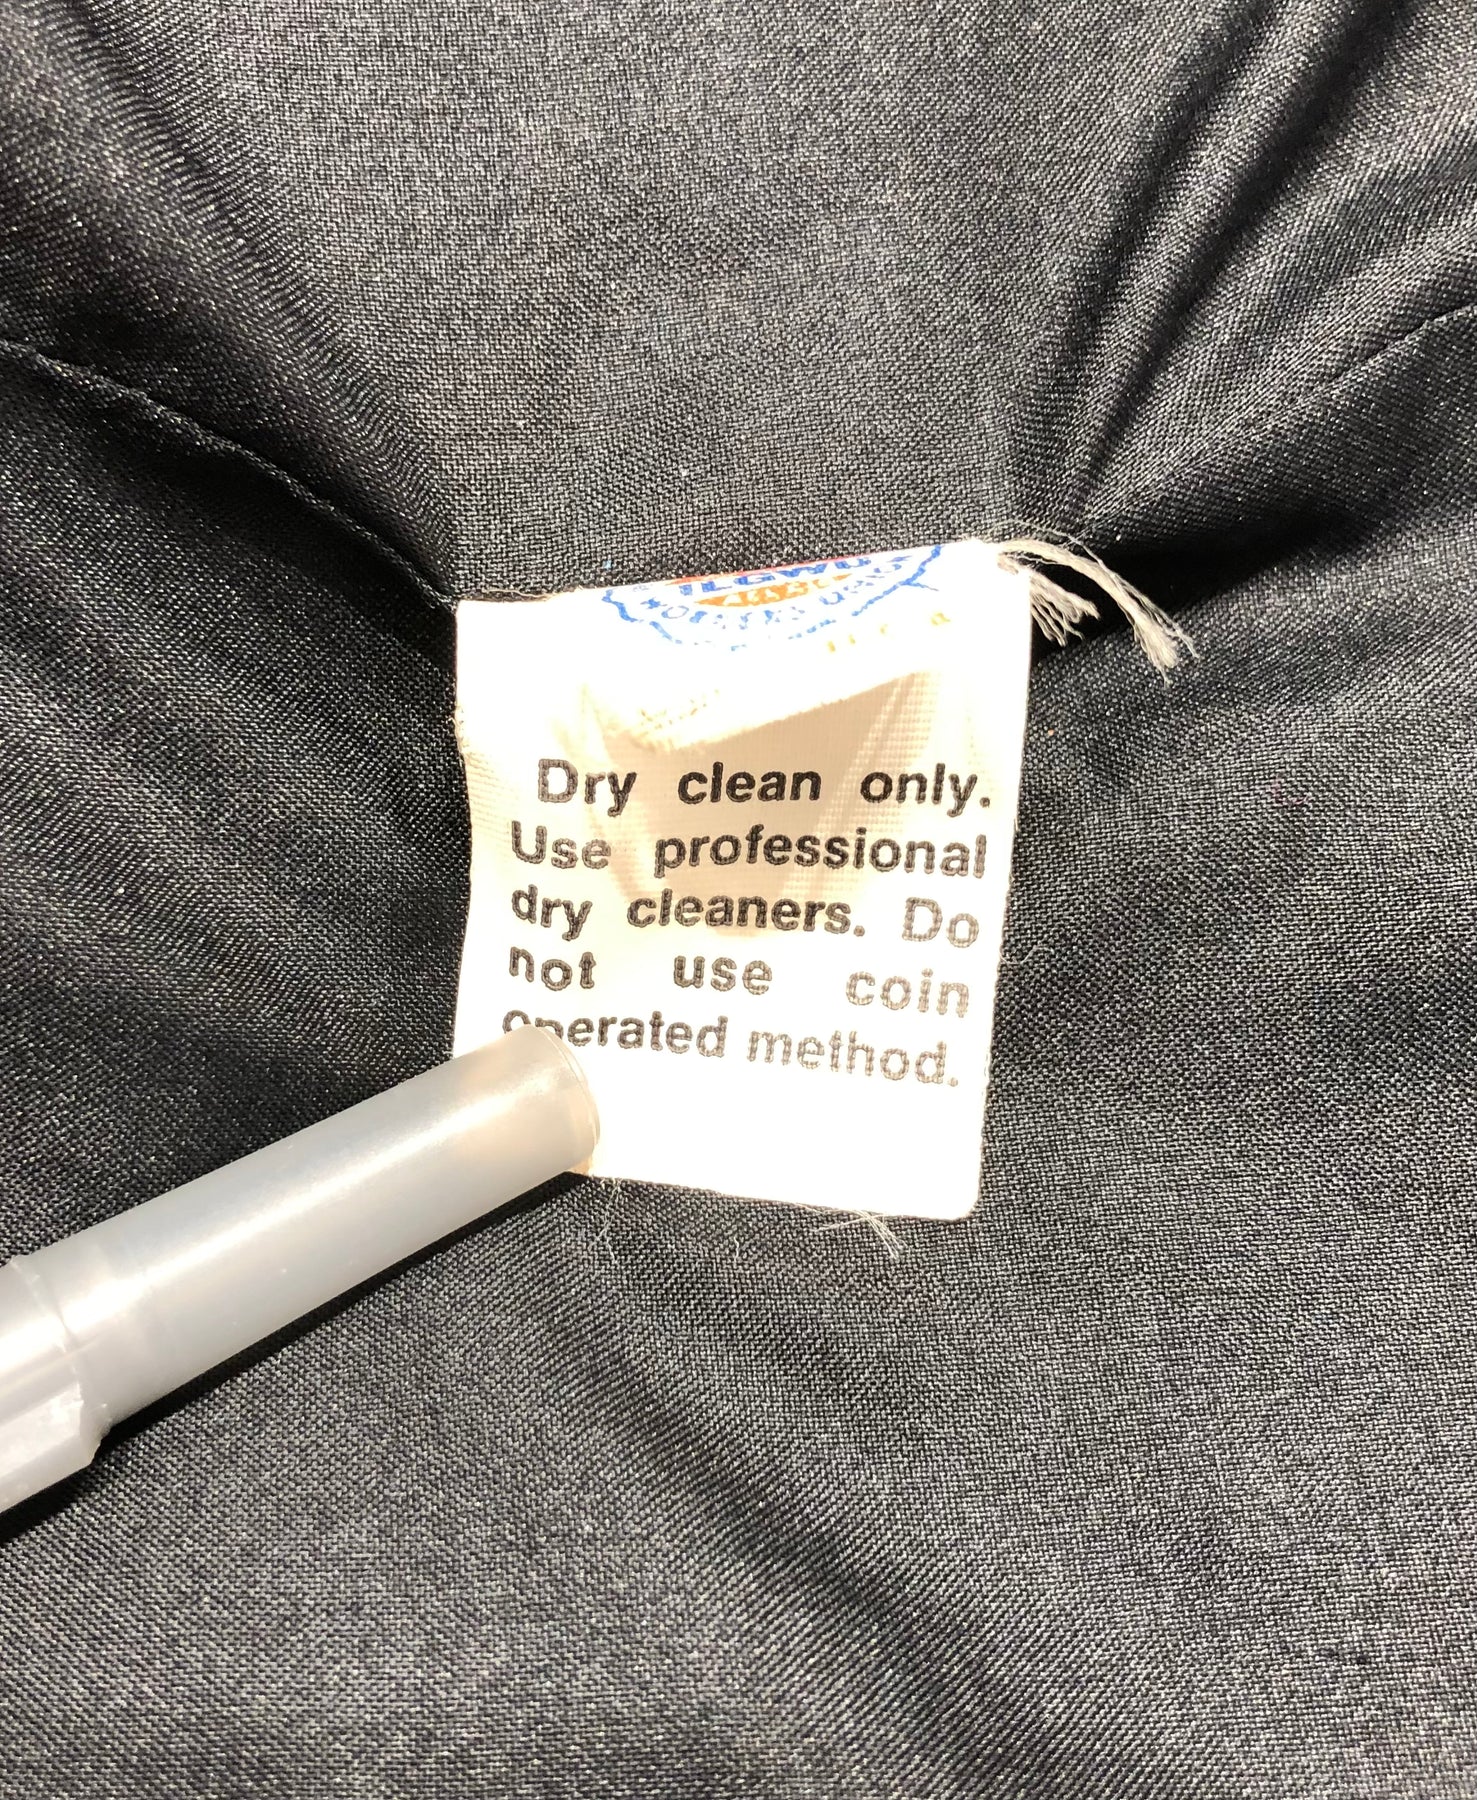 ILGWU
Dry clean only.
Use professional
dry cleaners. Do
not use coin
operated method.